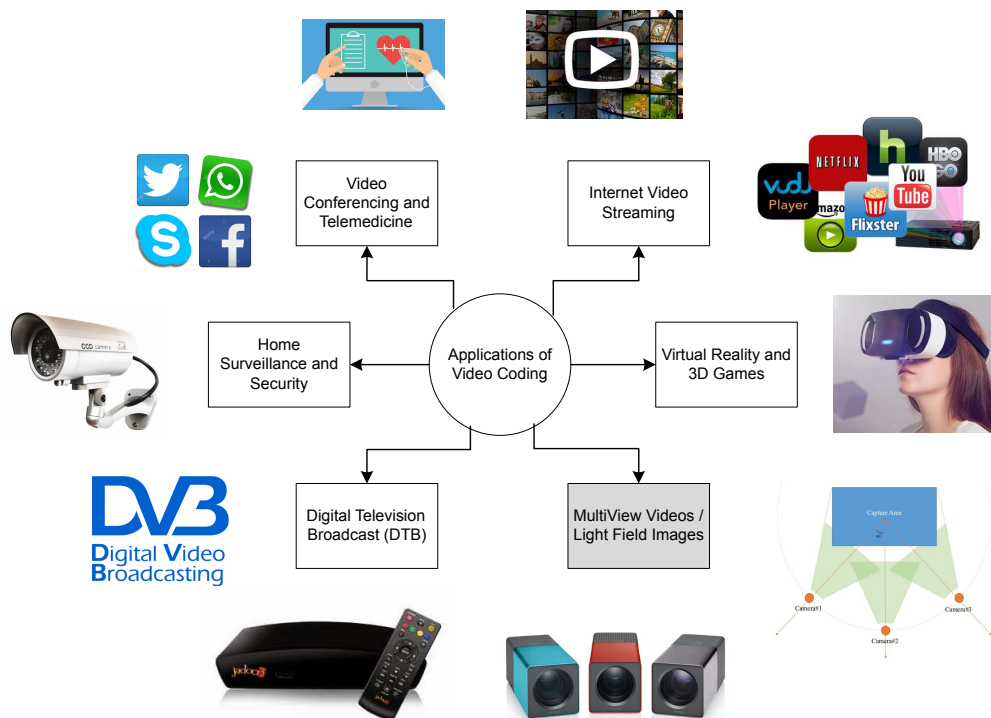 Video
Conferencing and
Telemedicine
Internet Video
Streaming
NETFLIX
h
HBO
GO
vudu
Player
amazo
You
Tube
Flixster
S
f
CCD camera
Home
Surveillance and
Security
Applications of
Video Coding
Virtual Reality and
3D Games
DVB
Digital Video
Broadcasting
Digital Television
Broadcast (DTB)
MultiView Videos /
Light Field Images
Capture Area
Camera#1
Camera#2
Camera#3
jadoo3